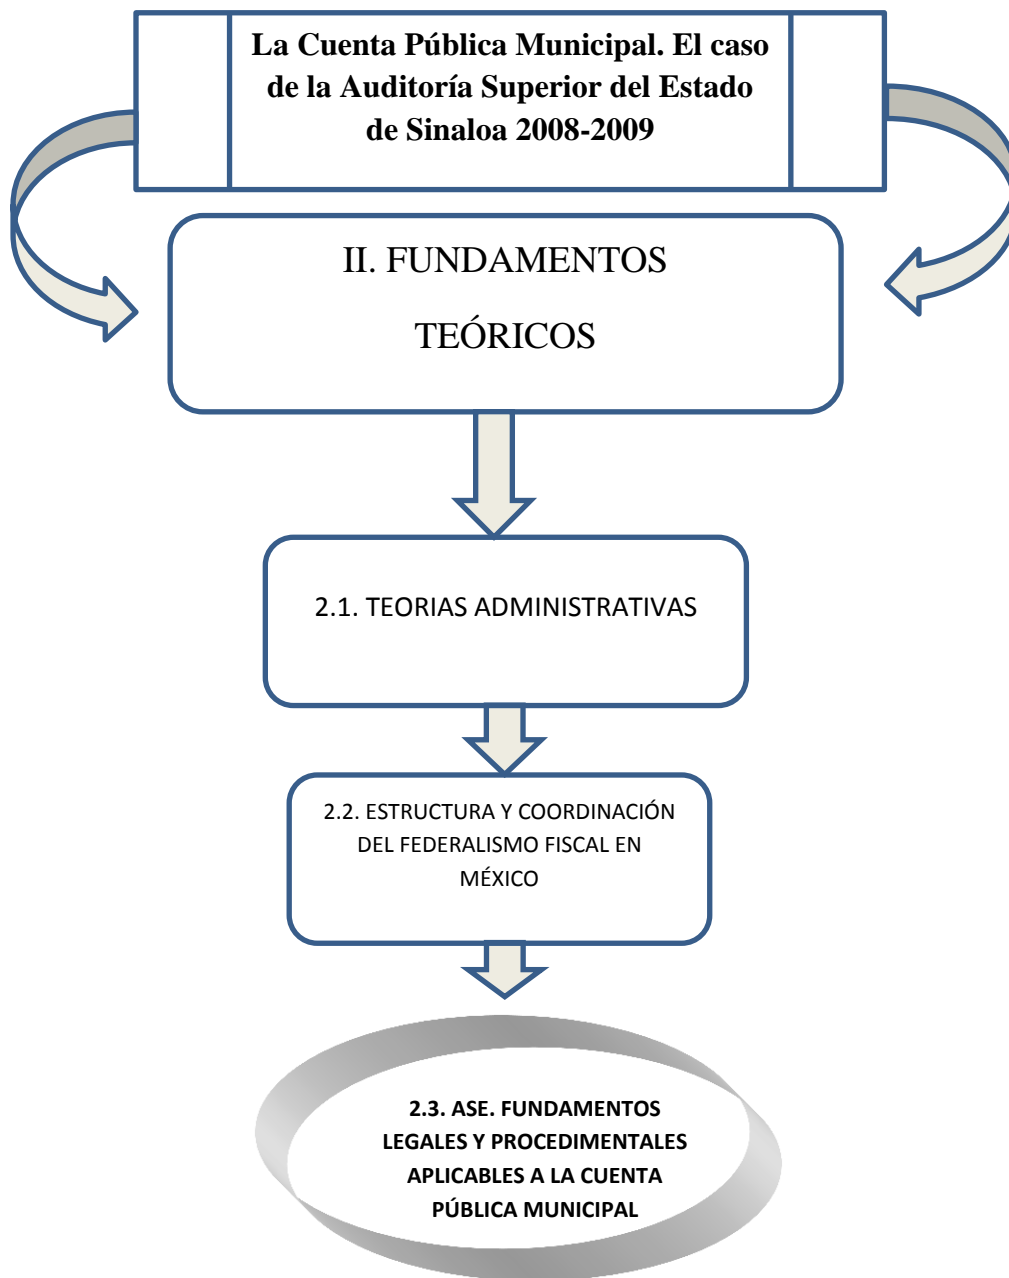 La Cuenta Pública Municipal. El caso
de la Auditoría Superior del Estado
de Sinaloa 2008-2009
II. FUNDAMENTOS
TEÓRICOS
2.1. TEORIAS ADMINISTRATIVAS
2.2. ESTRUCTURA Y COORDINACIÓN
DEL FEDERALISMO FISCAL EN
MÉXICO
2.3. ASE. FUNDAMENTOS
LEGALES Y PROCEDIMENTALES
APLICABLES A LA CUENTA
PÚBLICA MUNICIPAL